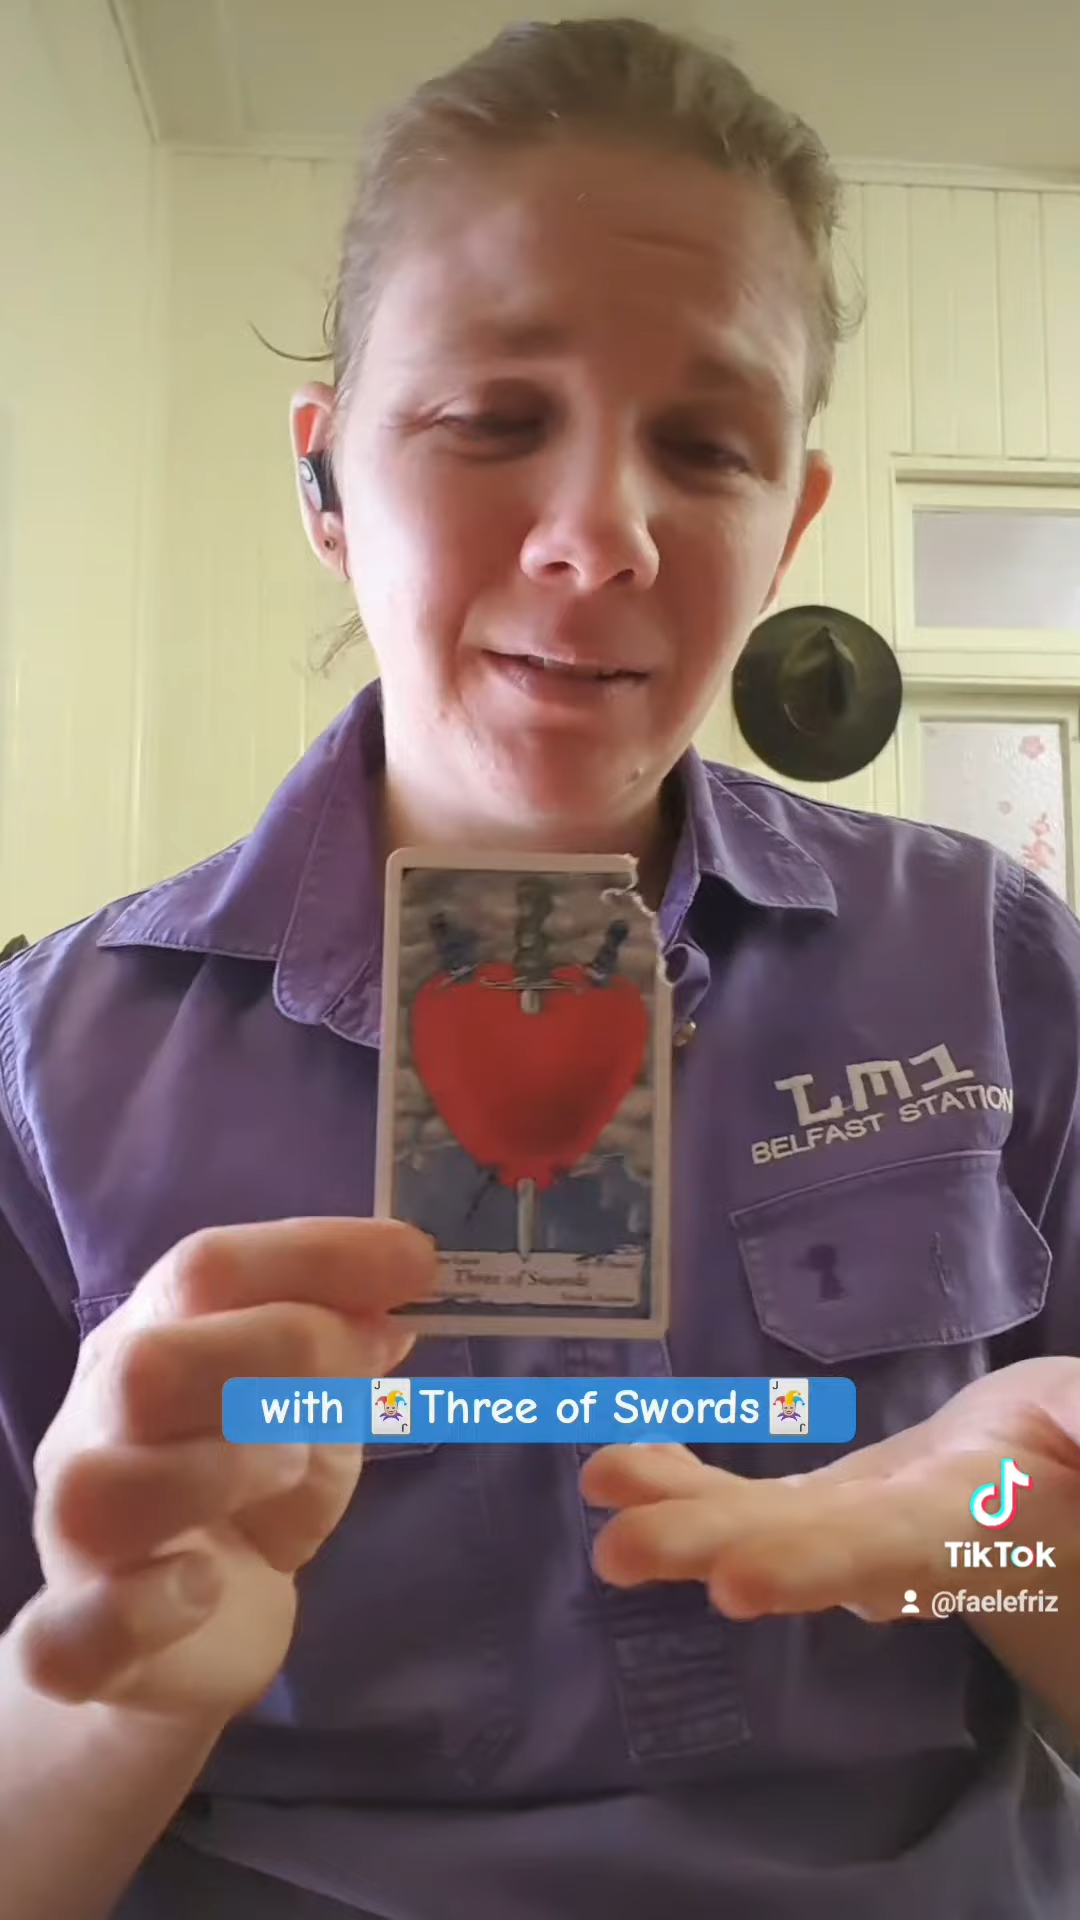 LM1
BELFAST STATION
Three of Swords
with 🃏Three of Swords🃏
TikTok
@faelefriz